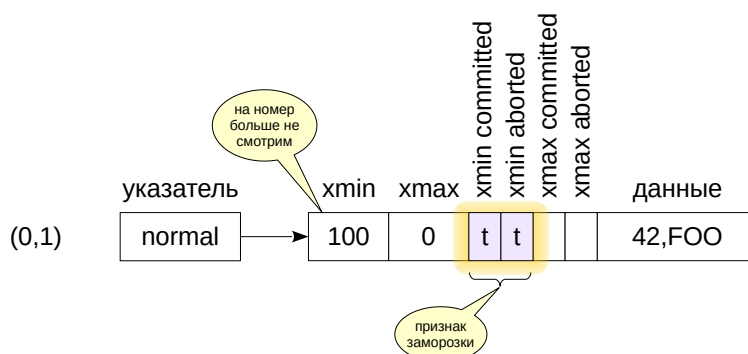 на номер
больше не
смотрим
xmin committed
xmin aborted
xmax committed
xmax aborted
указатель xmin xmax данные
(0,1) normal 100 0 t t 42,FOO
признак
заморозки